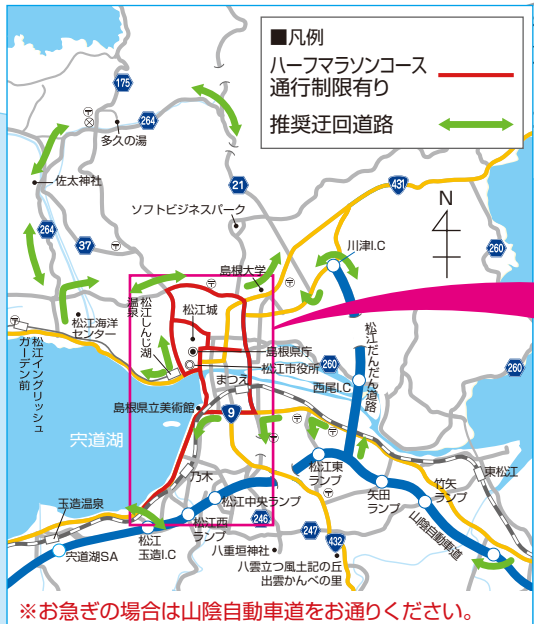 ■凡例
ハーフマラソンコース
通行制限有り
推奨迂回道路
175
264
多久の湯
佐太神社
21
431
N
ソフトビジネスパーク
264
37
川津I.C
260
島根大学
松江海洋
センター
松江しんじ湖
温泉
松江城
島根県庁
松江市役所
松江イングリッシュ
ガーデン前
まつえ
松江だんだん道路
260
西尾I.C
260
島根県立美術館
9
宍道湖
乃木
松江東
ランプ
竹矢
ランプ
東松江
矢田
ランプ
玉造温泉
松江中央ランプ
松江西
ランプ
246
247
山陰自動車道
宍道湖SA
松江
玉造I.C
432
八重垣神社
八雲立つ風土記の丘
出雲かんべの里
※お急ぎの場合は山陰自動車道をお通りください。